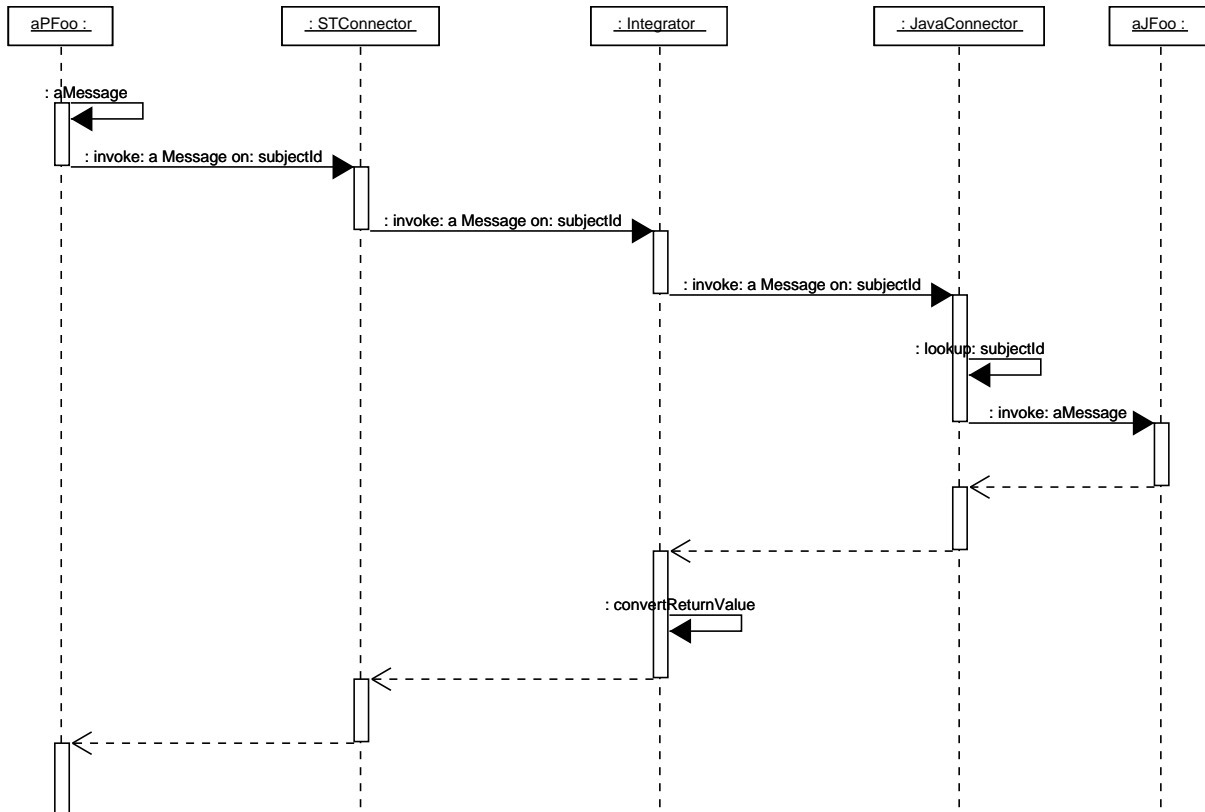 aPFoo :
: STConnector
: Integrator
: JavaConnector
aJFoo :
: aMessage
: invoke: a Message on: subjectId
: invoke: a Message on: subjectId
: invoke: a Message on: subjectId
: lookup: subjectId
: invoke: aMessage
: convertReturnValue